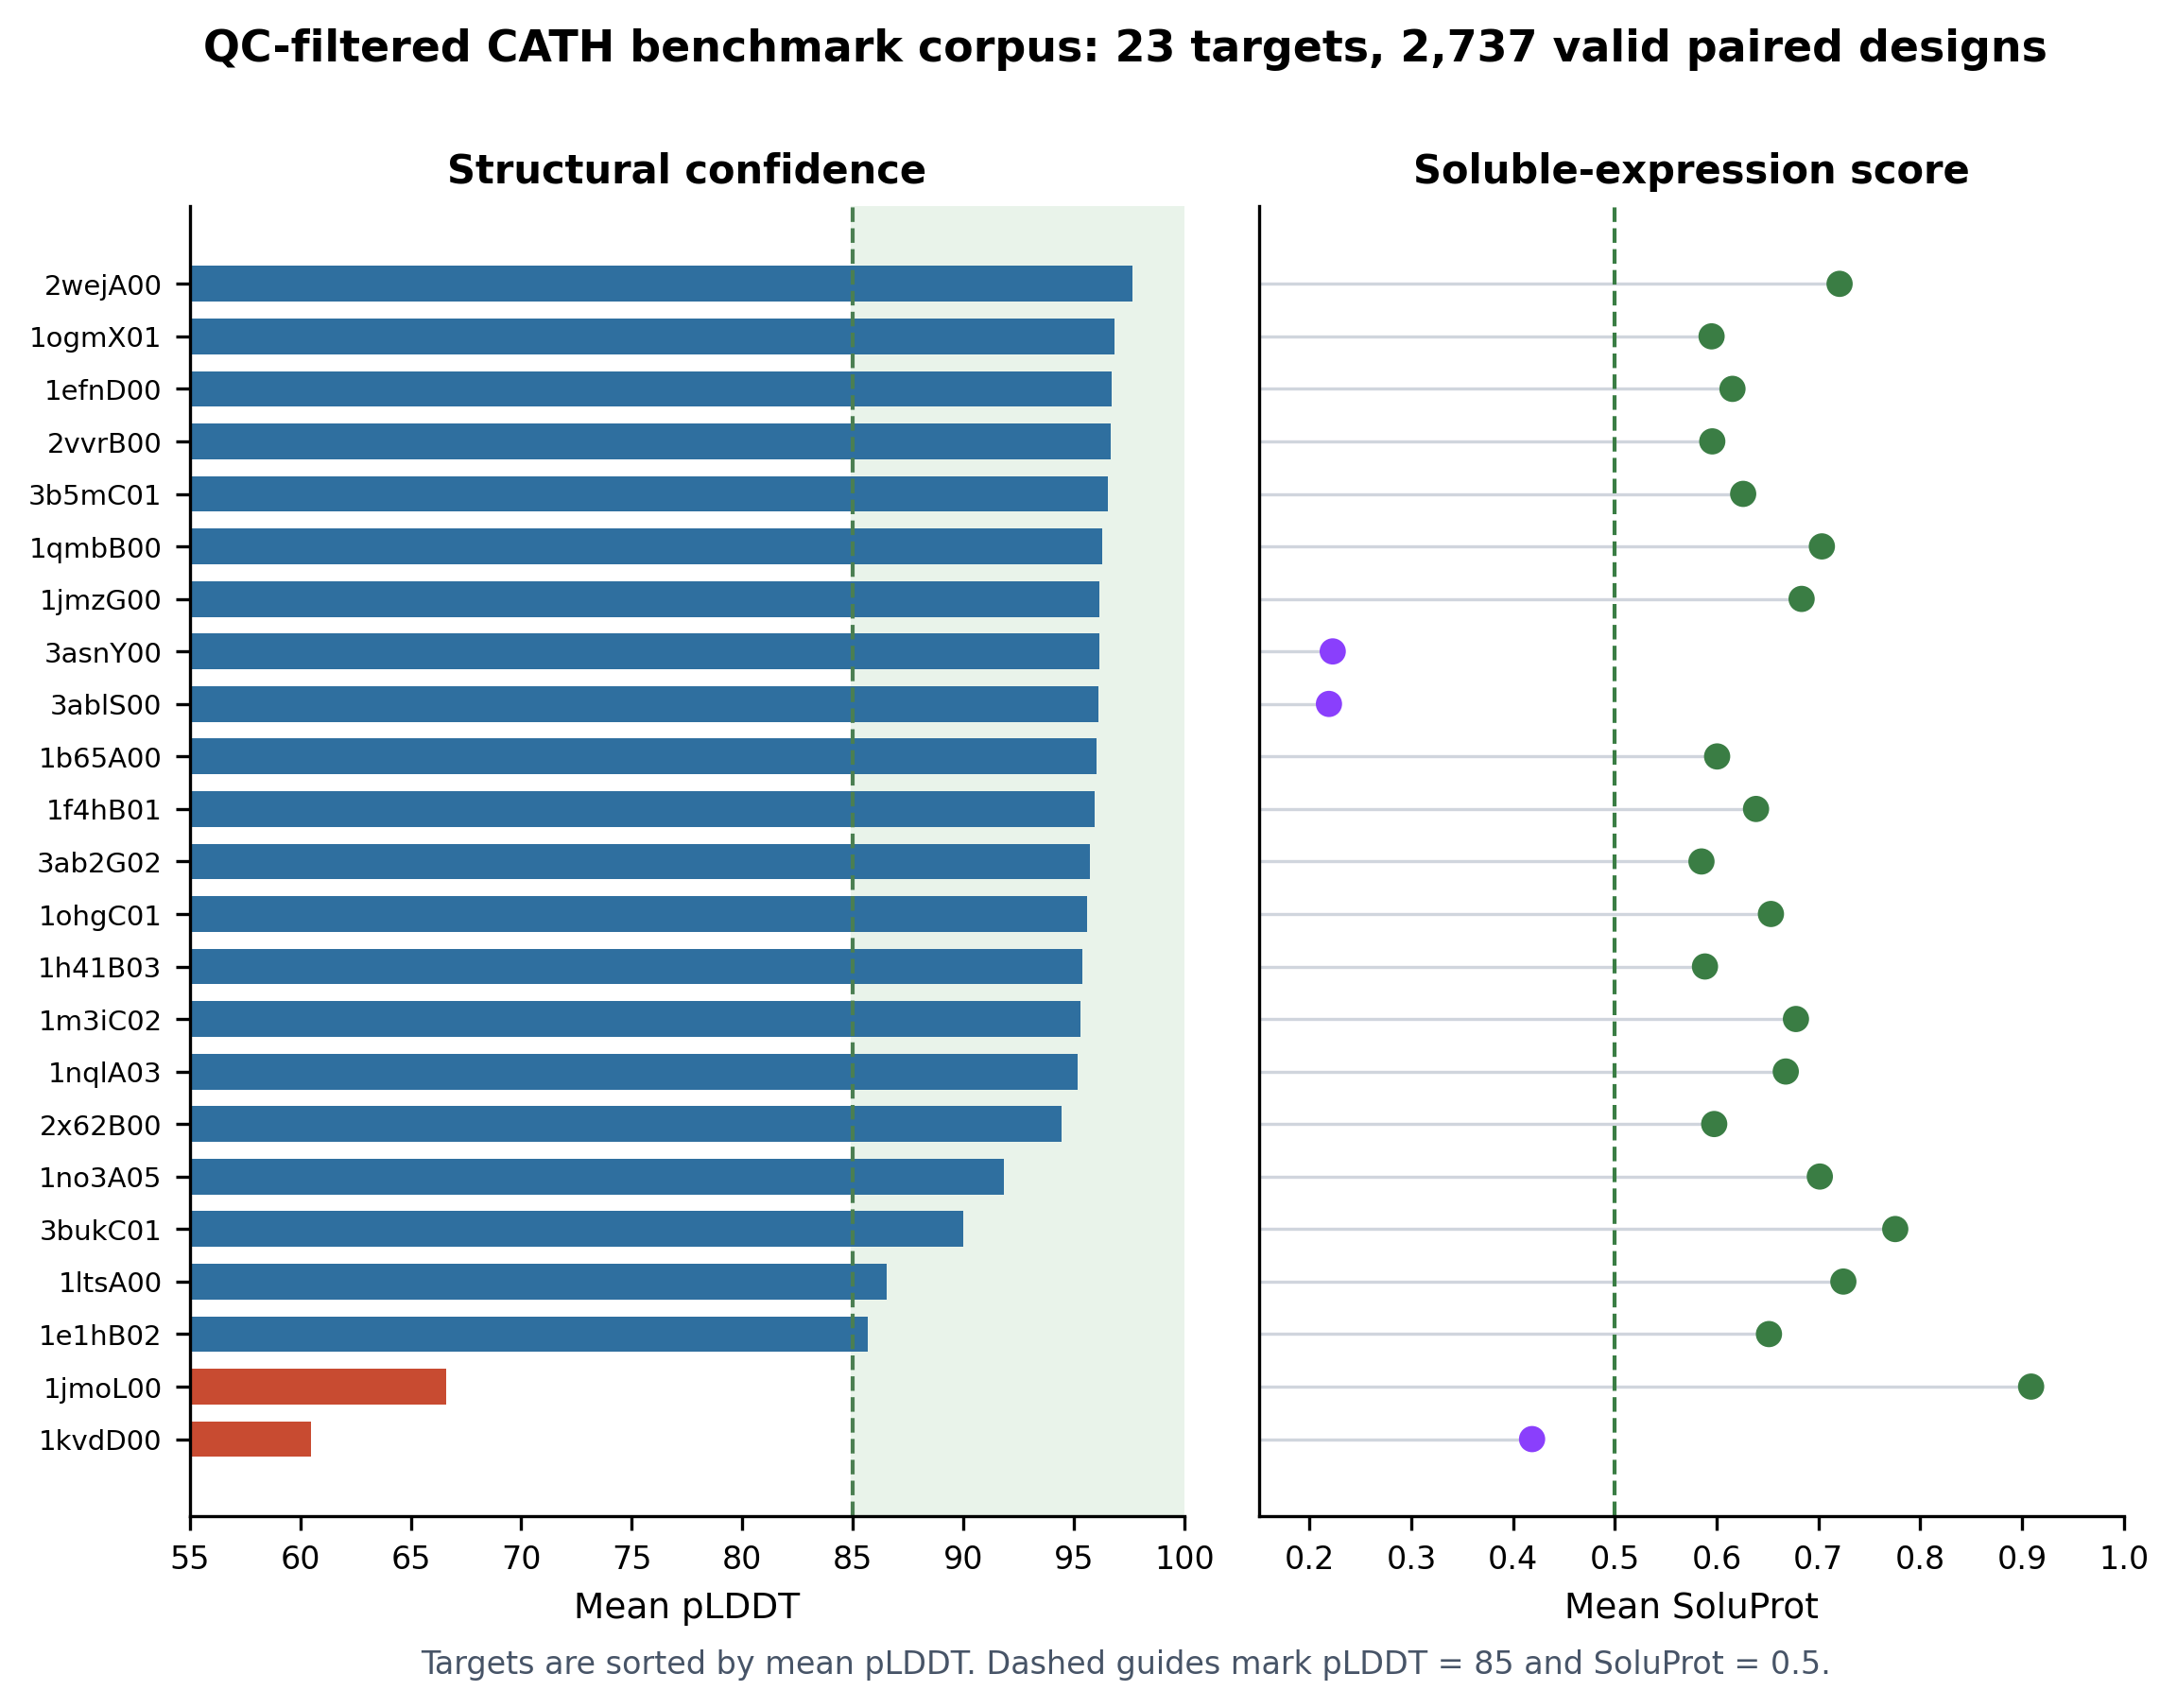 QC-filtered CATH benchmark corpus: 23 targets, 2,737 valid paired designs
Structural confidence
2wejA00
1ogmX01
1efnD00
2vvrB00
3b5mC01
1qmbB00
1jmzG00
3asnY00
3ablS00
1b65A00
1f4hB01
3ab2G02
1ohgC01
1h41B03
1m3iC02
1nqlA03
2x62B00
1no3A05
3bukC01
1ltsA00
1e1hB02
1jmoL00
1kvdD00
55 60 65 70 75 80 85 90 95 100
Mean pLDDT
Soluble-expression score
0.2 0.3 0.4 0.5 0.6 0.7 0.8 0.9 1.0
Mean SoluProt
Targets are sorted by mean pLDDT. Dashed guides mark pLDDT = 85 and SoluProt = 0.5.